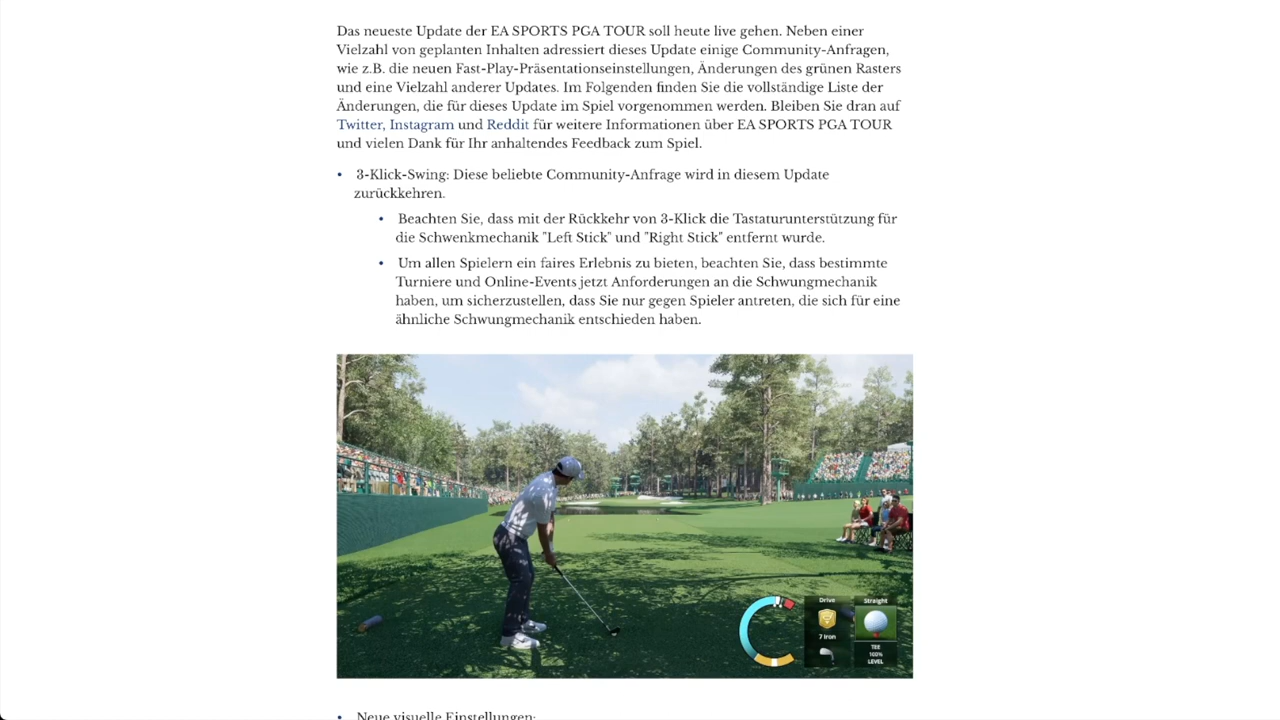 Das neueste Update der EA SPORTS PGA TOUR soll heute live gehen. Neben einer
Vielzahl von geplanten Inhalten adressiert dieses Update einige Community-Anfragen,
wie z.B. die neuen Fast-Play-Präsentationseinstellungen, Änderungen des grünen Rasters
und eine Vielzahl anderer Updates. Im Folgenden finden Sie die vollständige Liste der
Änderungen, die für dieses Update im Spiel vorgenommen werden. Bleiben Sie dran auf
Twitter, Instagram und Reddit für weitere Informationen über EA SPORTS PGA TOUR
und vielen Dank für Ihr anhaltendes Feedback zum Spiel.
• 3-Klick-Swing: Diese beliebte Community-Anfrage wird in diesem Update
zurückkehren.
• Beachten Sie, dass mit der Rückkehr von 3-Klick die Tastaturunterstützung für
die Schwenkmechanik "Left Stick" und "Right Stick" entfernt wurde.
• Um allen Spielern ein faires Erlebnis zu bieten, beachten Sie, dass bestimmte
Turniere und Online-Events jetzt Anforderungen an die Schwungmechanik
haben, um sicherzustellen, dass Sie nur gegen Spieler antreten, die sich für eine
ähnliche Schwungmechanik entschieden haben.
Drive
Straight
7 Iron
TEE
100%
LEVEL
• Neue visuelle Einstellungen: